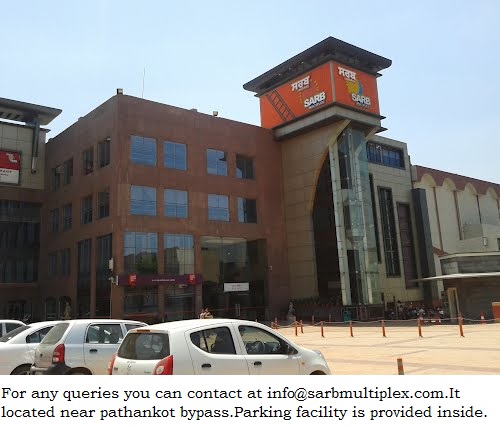 ਸਰਬ
SARB
ਸਰਬ
SARB
For any queries you can contact at info@sarbmultiplex.com.It
located near pathankot bypass.Parking facility is provided inside.